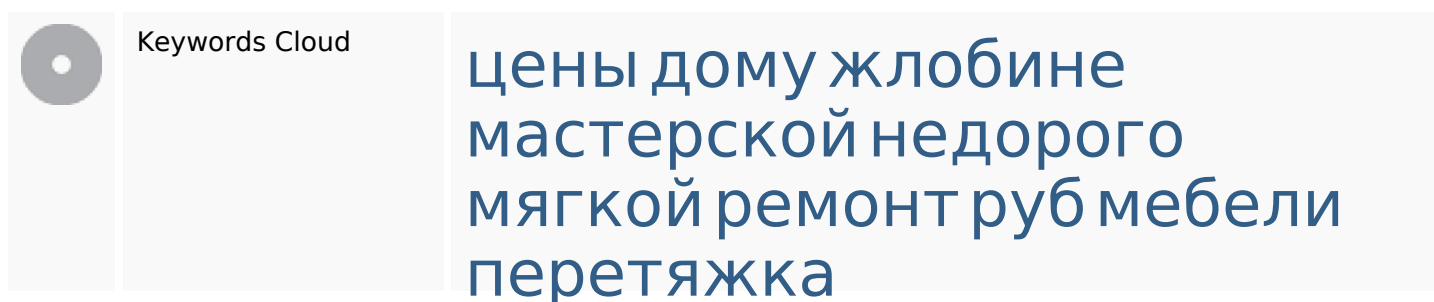 Keywords Cloud
цены дому жлобине
мастерской недорого
мягкой ремонт руб мебели
перетяжка